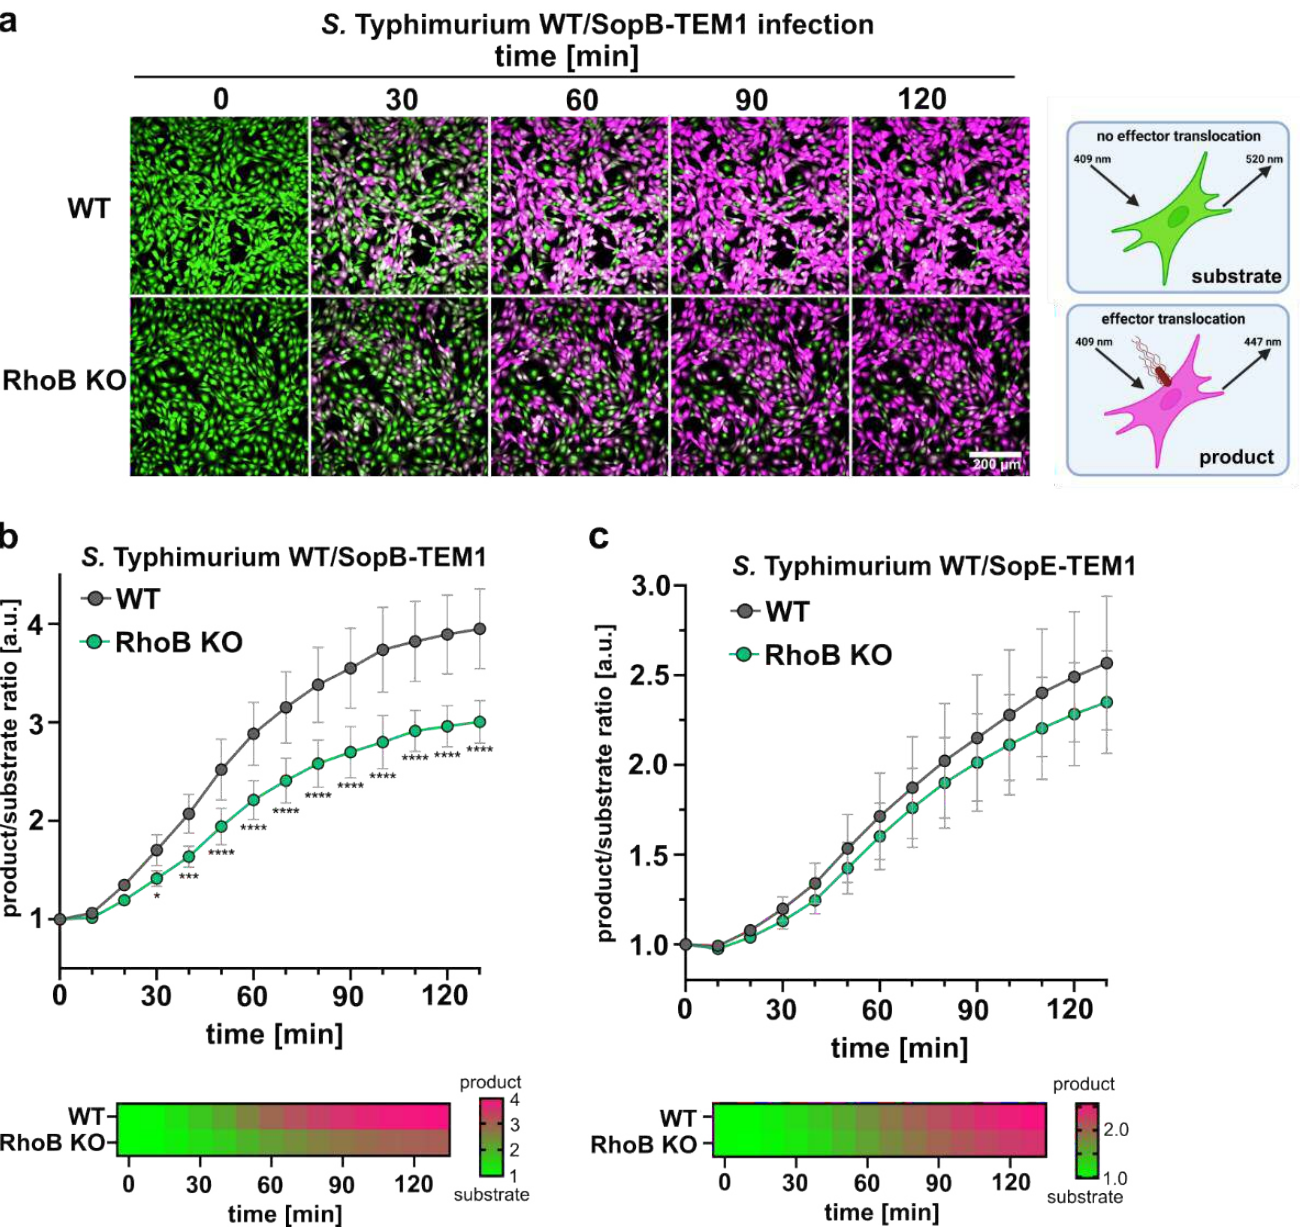 a
S. Typhimurium WT/SopB-TEM1 infection
time [min]
0 30 60 90 120
WT
RhoB KO
200 µm
no effector translocation
409 nm 520 nm
substrate
effector translocation
409 nm 447 nm
product
b
S. Typhimurium WT/SopB-TEM1
WT
RhoB KO
product/substrate ratio [a.u.]
4
3
2
1
* *** **** **** **** **** **** **** **** **** ****
0 30 60 90 120
time [min]
product
WT
RhoB KO
4
3
2
1
substrate
0 30 60 90 120
time [min]
c
S. Typhimurium WT/SopE-TEM1
WT
RhoB KO
product/substrate ratio [a.u.]
3.0
2.5
2.0
1.5
1.0
0 30 60 90 120
time [min]
product
WT
RhoB KO
2.0
1.0
substrate
0 30 60 90 120
time [min]